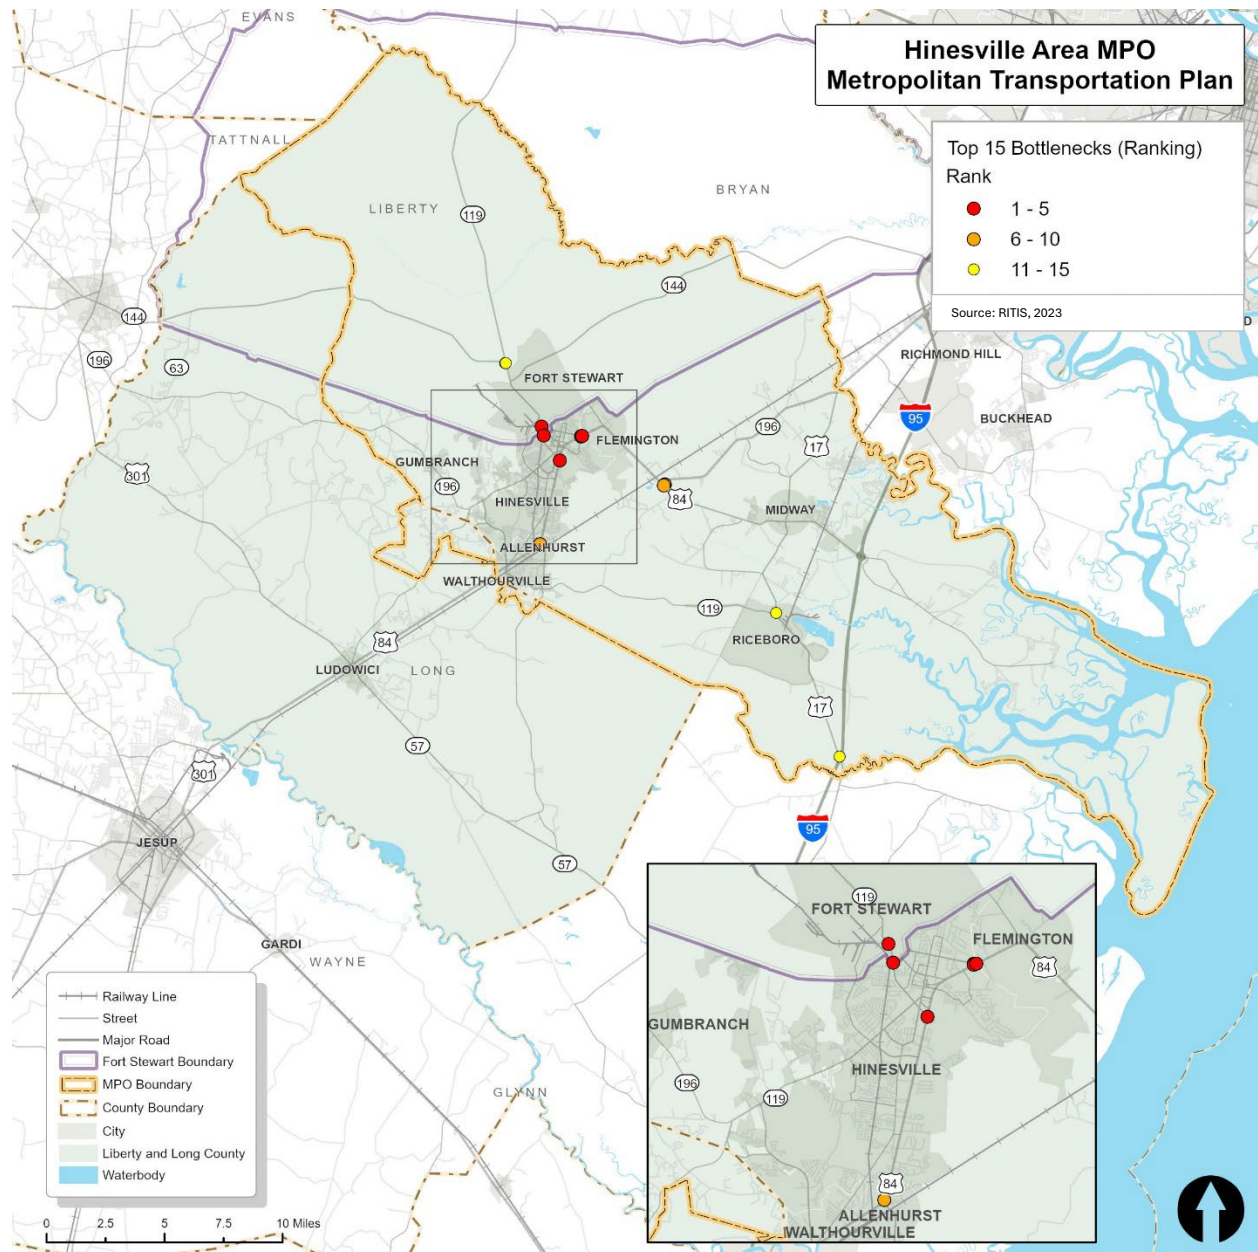 EVANS
Hinesville Area MPO
Metropolitan Transportation Plan
TATTNALL
Top 15 Bottlenecks (Ranking)
Rank
1 - 5
6 - 10
11 - 15
Source: RITIS, 2023
BRYAN
LIBERTY
119
144
144
D
RICHMOND HILL
196
63
FORT STEWART
95
BUCKHEAD
196
FLEMINGTON
17
GUMBRANCH
301
196
HINESVILLE
84
MIDWAY
ALLENHURST
WALTHOURVILLE
119
84
RICEBORO
LUDOWICI
LONG
17
57
301
95
JESUP
57
GARDI
WAYNE
GLYNN
119
FORT STEWART
FLEMINGTON
84
GUMBRANCH
HINESVILLE
196
119
84
ALLENHURST
WALTHOURVILLE
Railway Line
Street
Major Road
Fort Stewart Boundary
MPO Boundary
County Boundary
City
Liberty and Long County
Waterbody
0 2.5 5 7.5 10 Miles